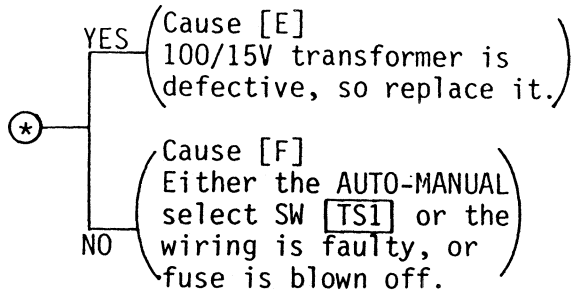 YES
Cause [E]
100/15V transformer is
defective, so replace it.
*
Cause [F]
Either the AUTO-MANUAL
select SW TS1 or the
NO
wiring is faulty, or
fuse is blown off.